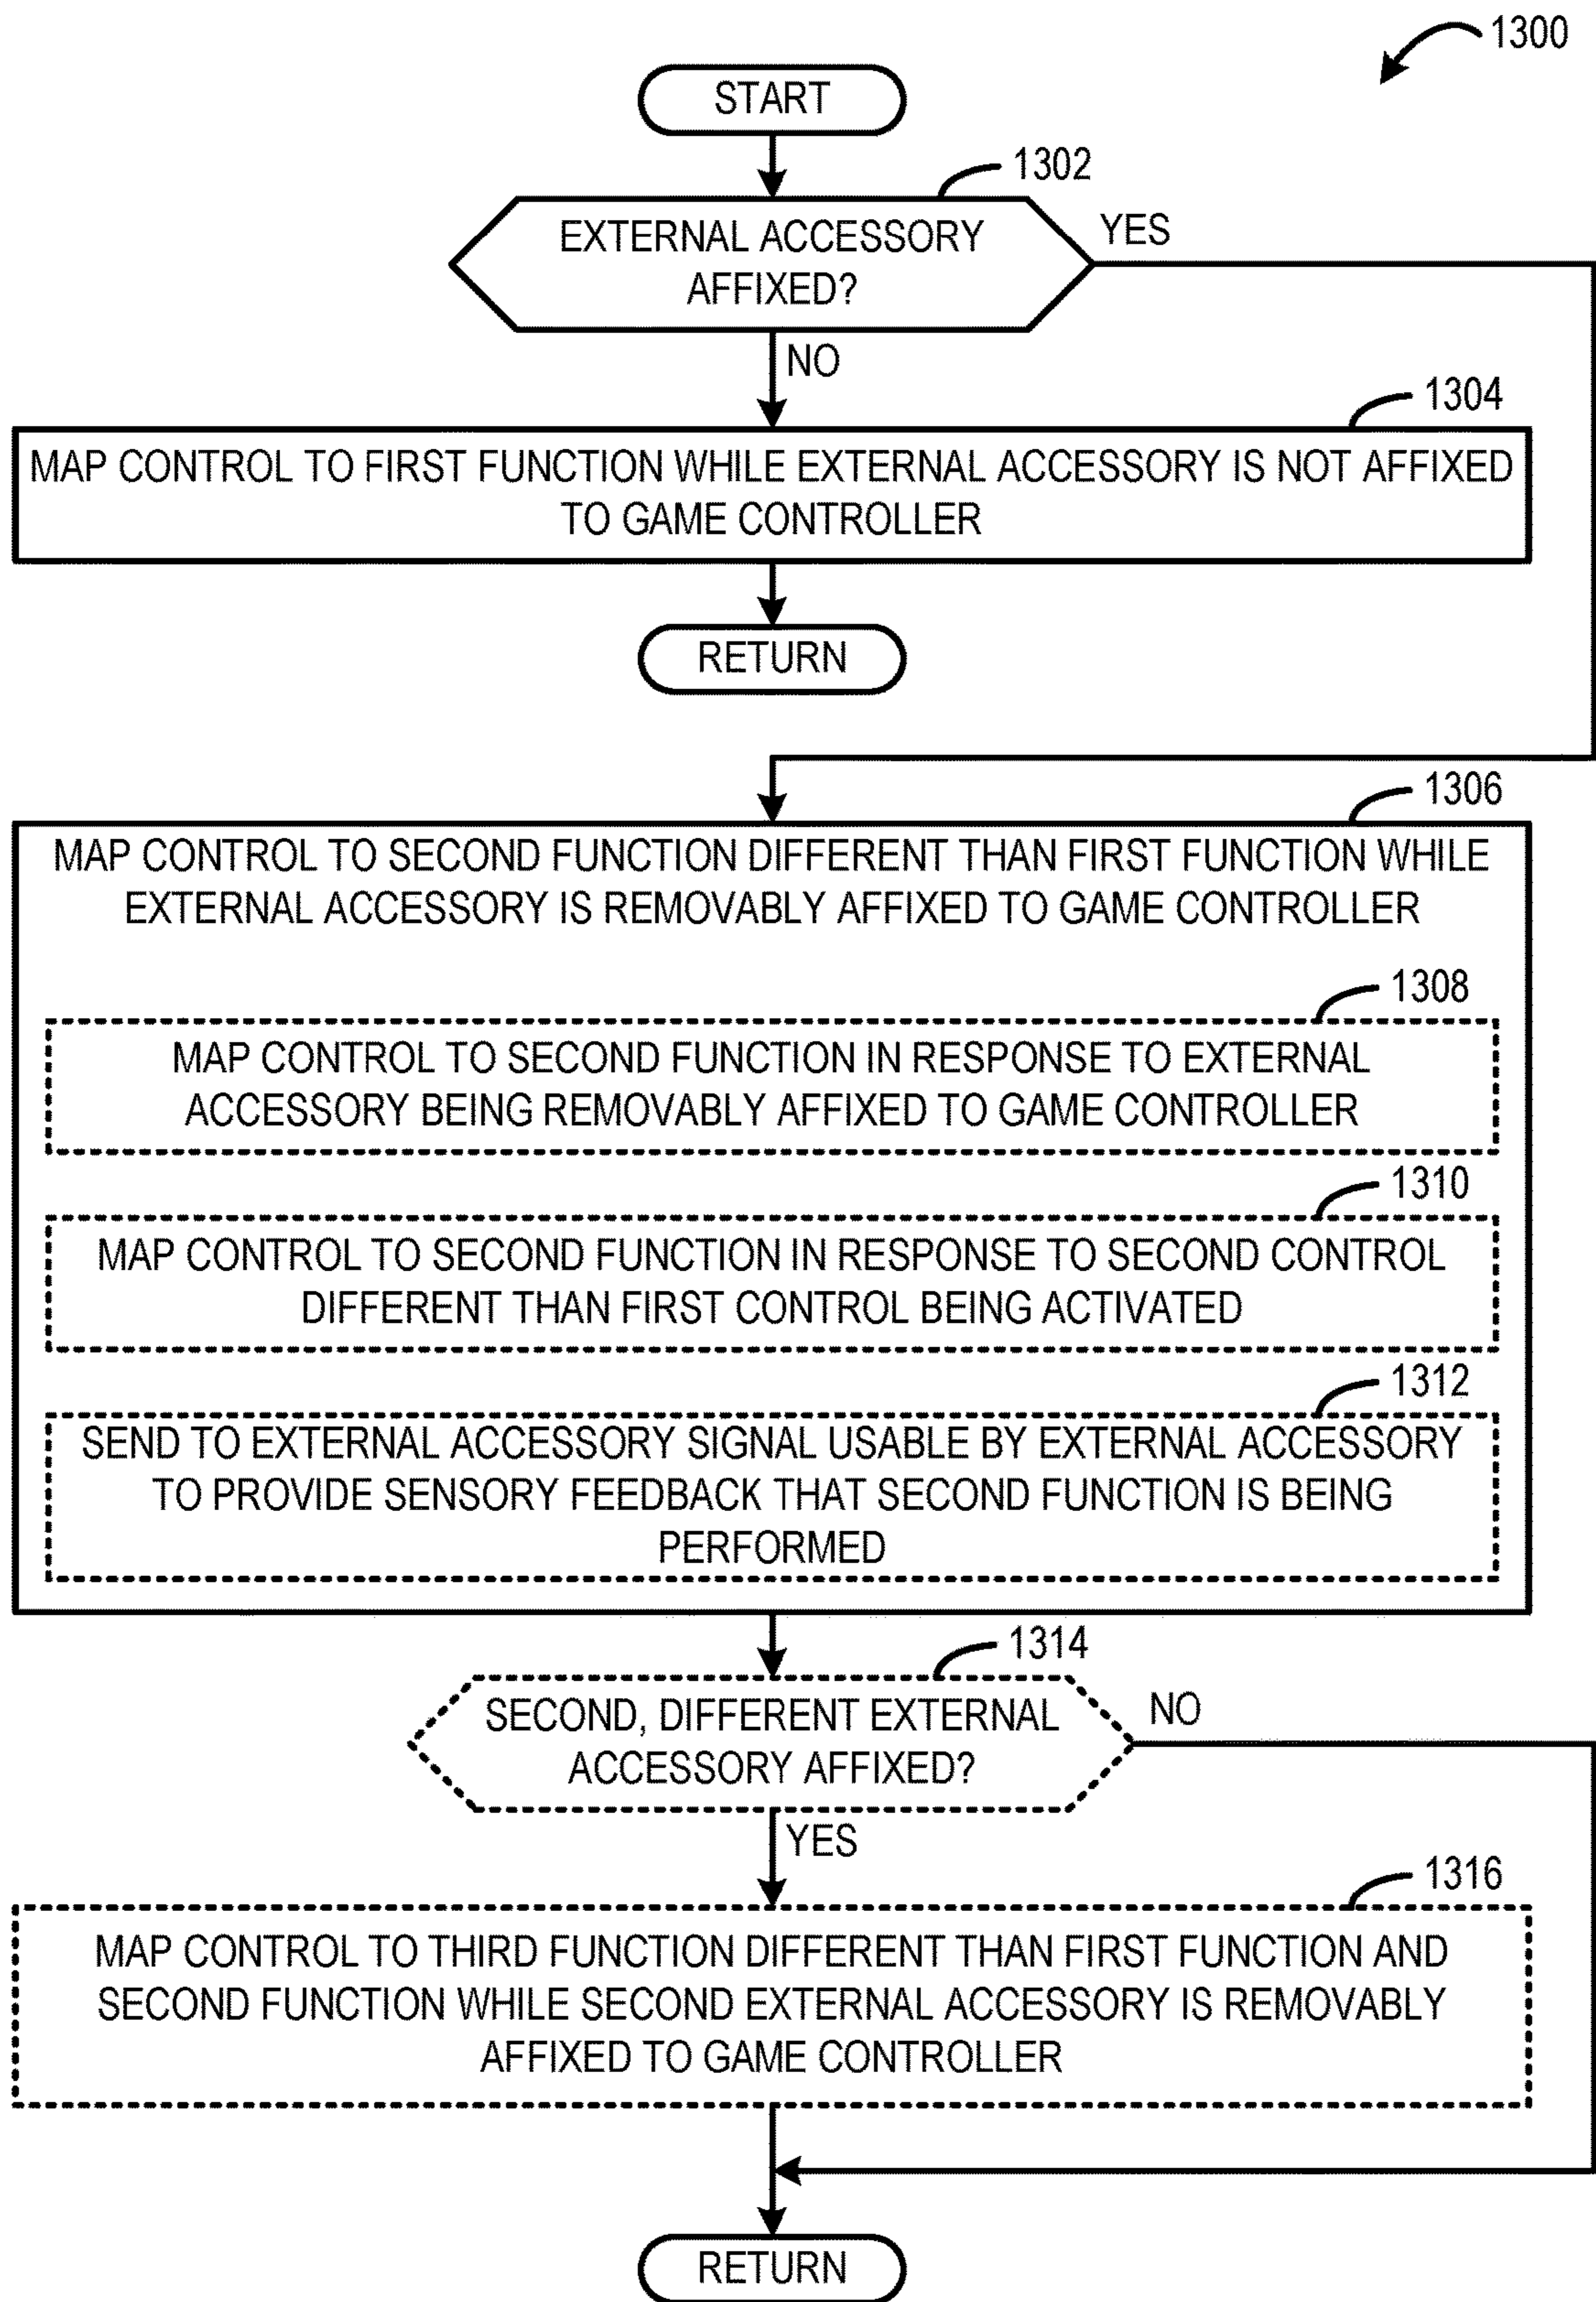 1300
START
1302
EXTERNAL ACCESSORY
AFFIXED?
YES
NO
1304
MAP CONTROL TO FIRST FUNCTION WHILE EXTERNAL ACCESSORY IS NOT AFFIXED
TO GAME CONTROLLER
RETURN
1306
MAP CONTROL TO SECOND FUNCTION DIFFERENT THAN FIRST FUNCTION WHILE
EXTERNAL ACCESSORY IS REMOVABLY AFFIXED TO GAME CONTROLLER
1308
MAP CONTROL TO SECOND FUNCTION IN RESPONSE TO EXTERNAL
ACCESSORY BEING REMOVABLY AFFIXED TO GAME CONTROLLER
1310
MAP CONTROL TO SECOND FUNCTION IN RESPONSE TO SECOND CONTROL
DIFFERENT THAN FIRST CONTROL BEING ACTIVATED
1312
SEND TO EXTERNAL ACCESSORY SIGNAL USABLE BY EXTERNAL ACCESSORY
TO PROVIDE SENSORY FEEDBACK THAT SECOND FUNCTION IS BEING
PERFORMED
1314
SECOND, DIFFERENT EXTERNAL
ACCESSORY AFFIXED?
NO
YES
1316
MAP CONTROL TO THIRD FUNCTION DIFFERENT THAN FIRST FUNCTION AND
SECOND FUNCTION WHILE SECOND EXTERNAL ACCESSORY IS REMOVABLY
AFFIXED TO GAME CONTROLLER
RETURN